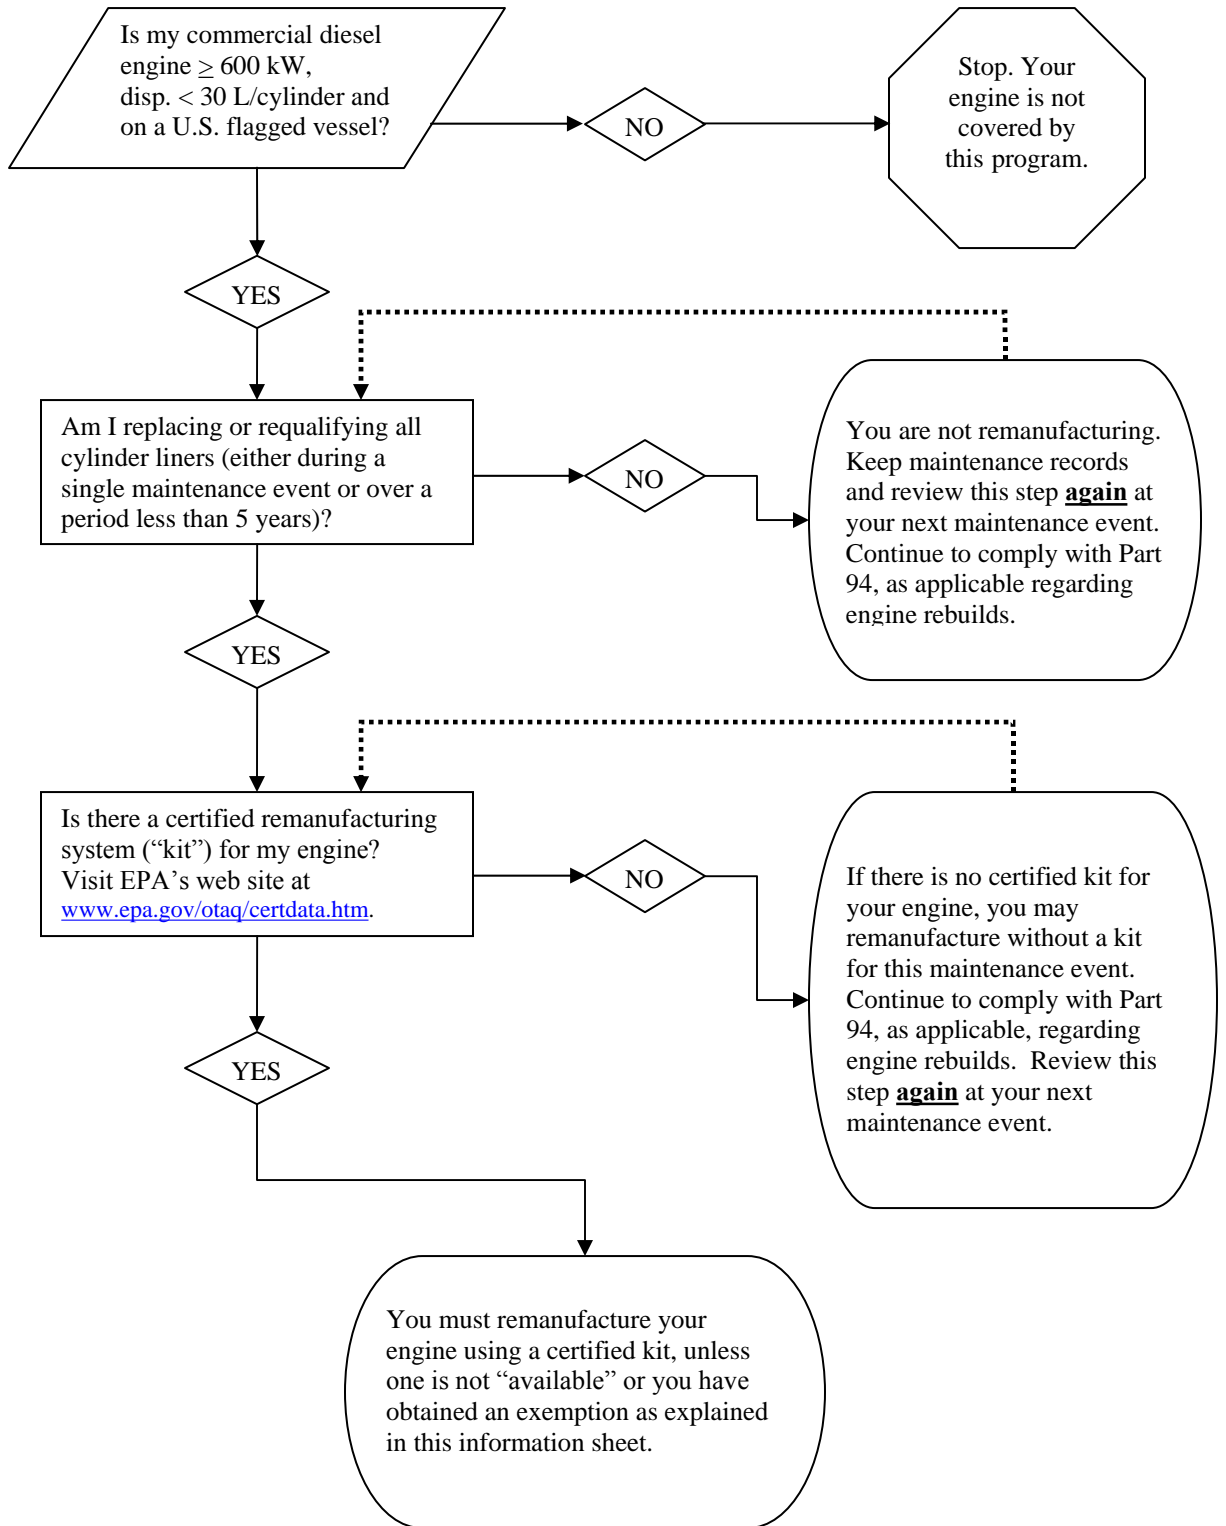 Is my commercial diesel
engine ≥ 600 kW,
disp. < 30 L/cylinder and
on a U.S. flagged vessel?
NO
Stop. Your
engine is not
covered by
this program.
YES
Am I replacing or requalifying all
cylinder liners (either during a
single maintenance event or over a
period less than 5 years)?
NO
You are not remanufacturing.
Keep maintenance records
and review this step again at
your next maintenance event.
Continue to comply with Part
94, as applicable regarding
engine rebuilds.
YES
Is there a certified remanufacturing
system (“kit”) for my engine?
Visit EPA’s web site at
www.epa.gov/otaq/certdata.htm.
NO
If there is no certified kit for
your engine, you may
remanufacture without a kit
for this maintenance event.
Continue to comply with Part
94, as applicable, regarding
engine rebuilds.  Review this
step again at your next
maintenance event.
YES
You must remanufacture your
engine using a certified kit, unless
one is not “available” or you have
obtained an exemption as explained
in this information sheet.